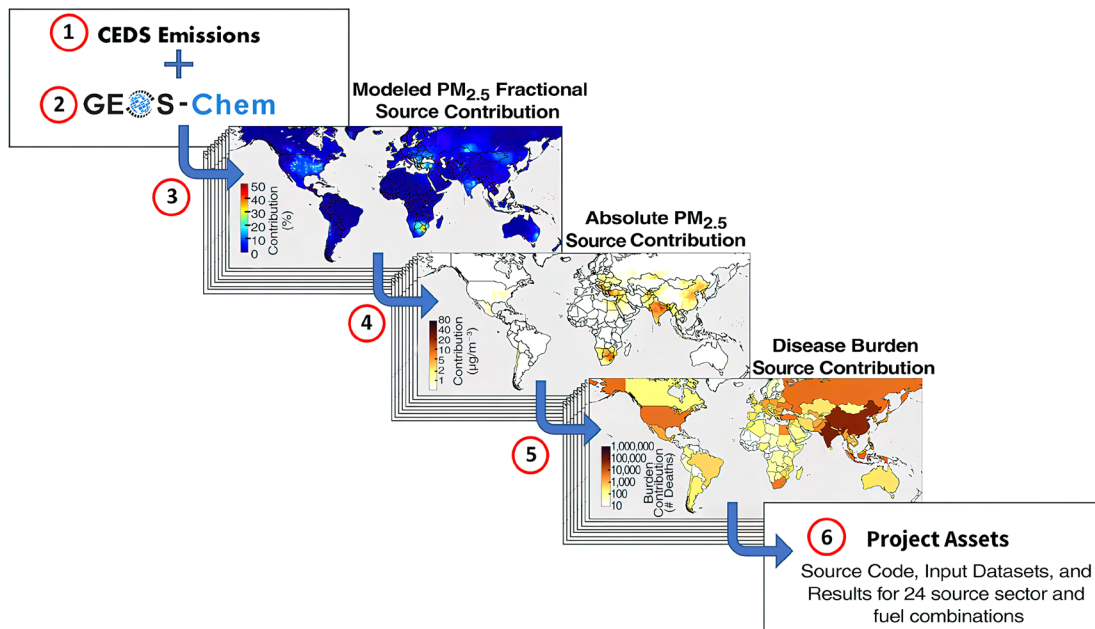 1
CEDS Emissions
+
2
GEOS-Chem
Modeled PM2.5 Fractional
Source Contribution
3
50
40
30
20
10
0
Contribution
(%)
Absolute PM2.5
Source Contribution
4
80
40
20
10
5
2
1
Contribution
(µg/m⁻³)
Disease Burden
Source Contribution
5
1,000,000
100,000
10,000
1,000
100
10
Burden
Contribution
(# Deaths)
6
Project Assets
Source Code, Input Datasets, and
Results for 24 source sector and
fuel combinations